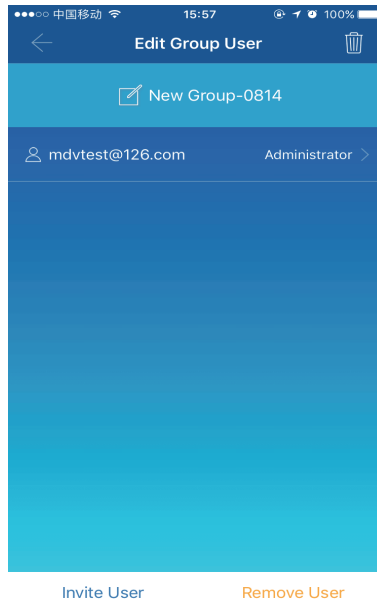 中国移动 15:57 100%
Edit Group User
New Group-0814
mdvtest@126.com Administrator
Invite User Remove User